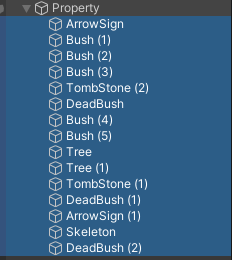 Property
ArrowSign
Bush (1)
Bush (2)
Bush (3)
TombStone (2)
DeadBush
Bush (4)
Bush (5)
Tree
Tree (1)
TombStone (1)
DeadBush (1)
ArrowSign (1)
Skeleton
DeadBush (2)